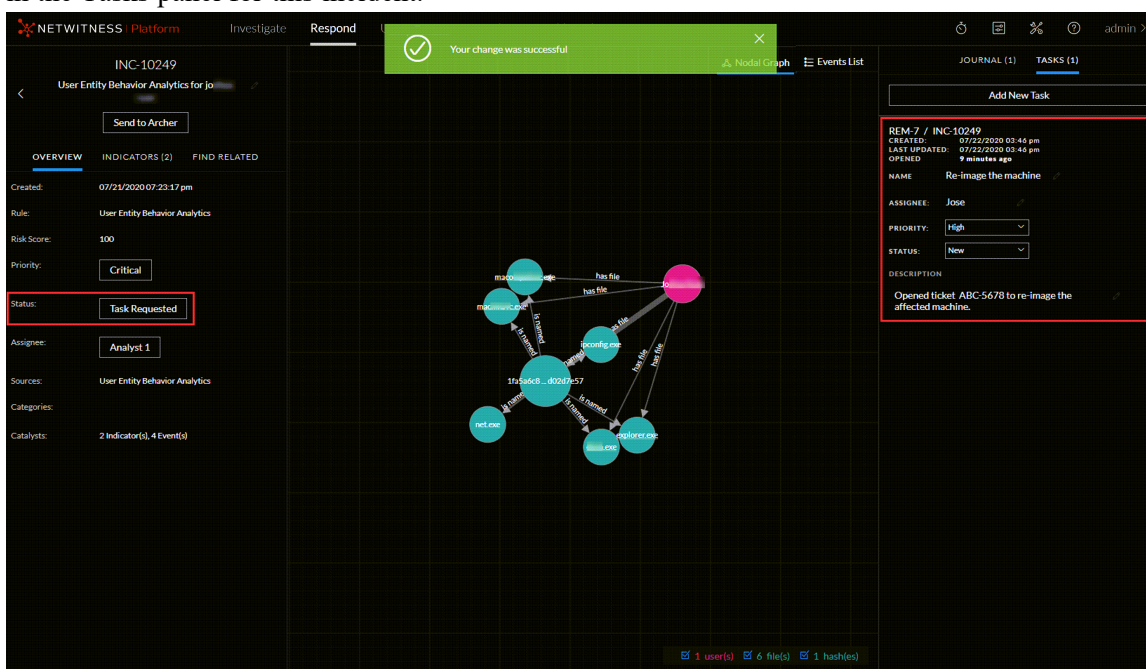 in the Tasks panel for this incident.
NETWITNESS Platform
Investigate
Respond
admin
Your change was successful
INC-10249
User Entity Behavior Analytics for
Send to Archer
OVERVIEW
INDICATORS (2)
FIND RELATED
Created: 07/21/2020 07:23:17 pm
Rule: User Entity Behavior Analytics
Risk Score: 100
Priority: Critical
Status: Task Requested
Assignee: Analyst 1
Sources: User Entity Behavior Analytics
Categories:
Catalysts: 2 Indicator(s), 4 Event(s)
Nodal Graph
Events List
has file
has file
is named
is named
ipconfig.exe
has file
has file
1fa5a6c8 ... d02d7e57
is named
is named
is named
net.exe
explorer.exe
1 user(s) 6 file(s) 1 hash(es)
JOURNAL (1)
TASKS (1)
Add New Task
REM-7 / INC-10249
CREATED: 07/22/2020 03:46 pm
LAST UPDATED: 07/22/2020 03:46 pm
OPENED 9 minutes ago
NAME Re-image the machine
ASSIGNEE: Jose
PRIORITY: High
STATUS: New
DESCRIPTION
Opened ticket ABC-5678 to re-image the
affected machine.